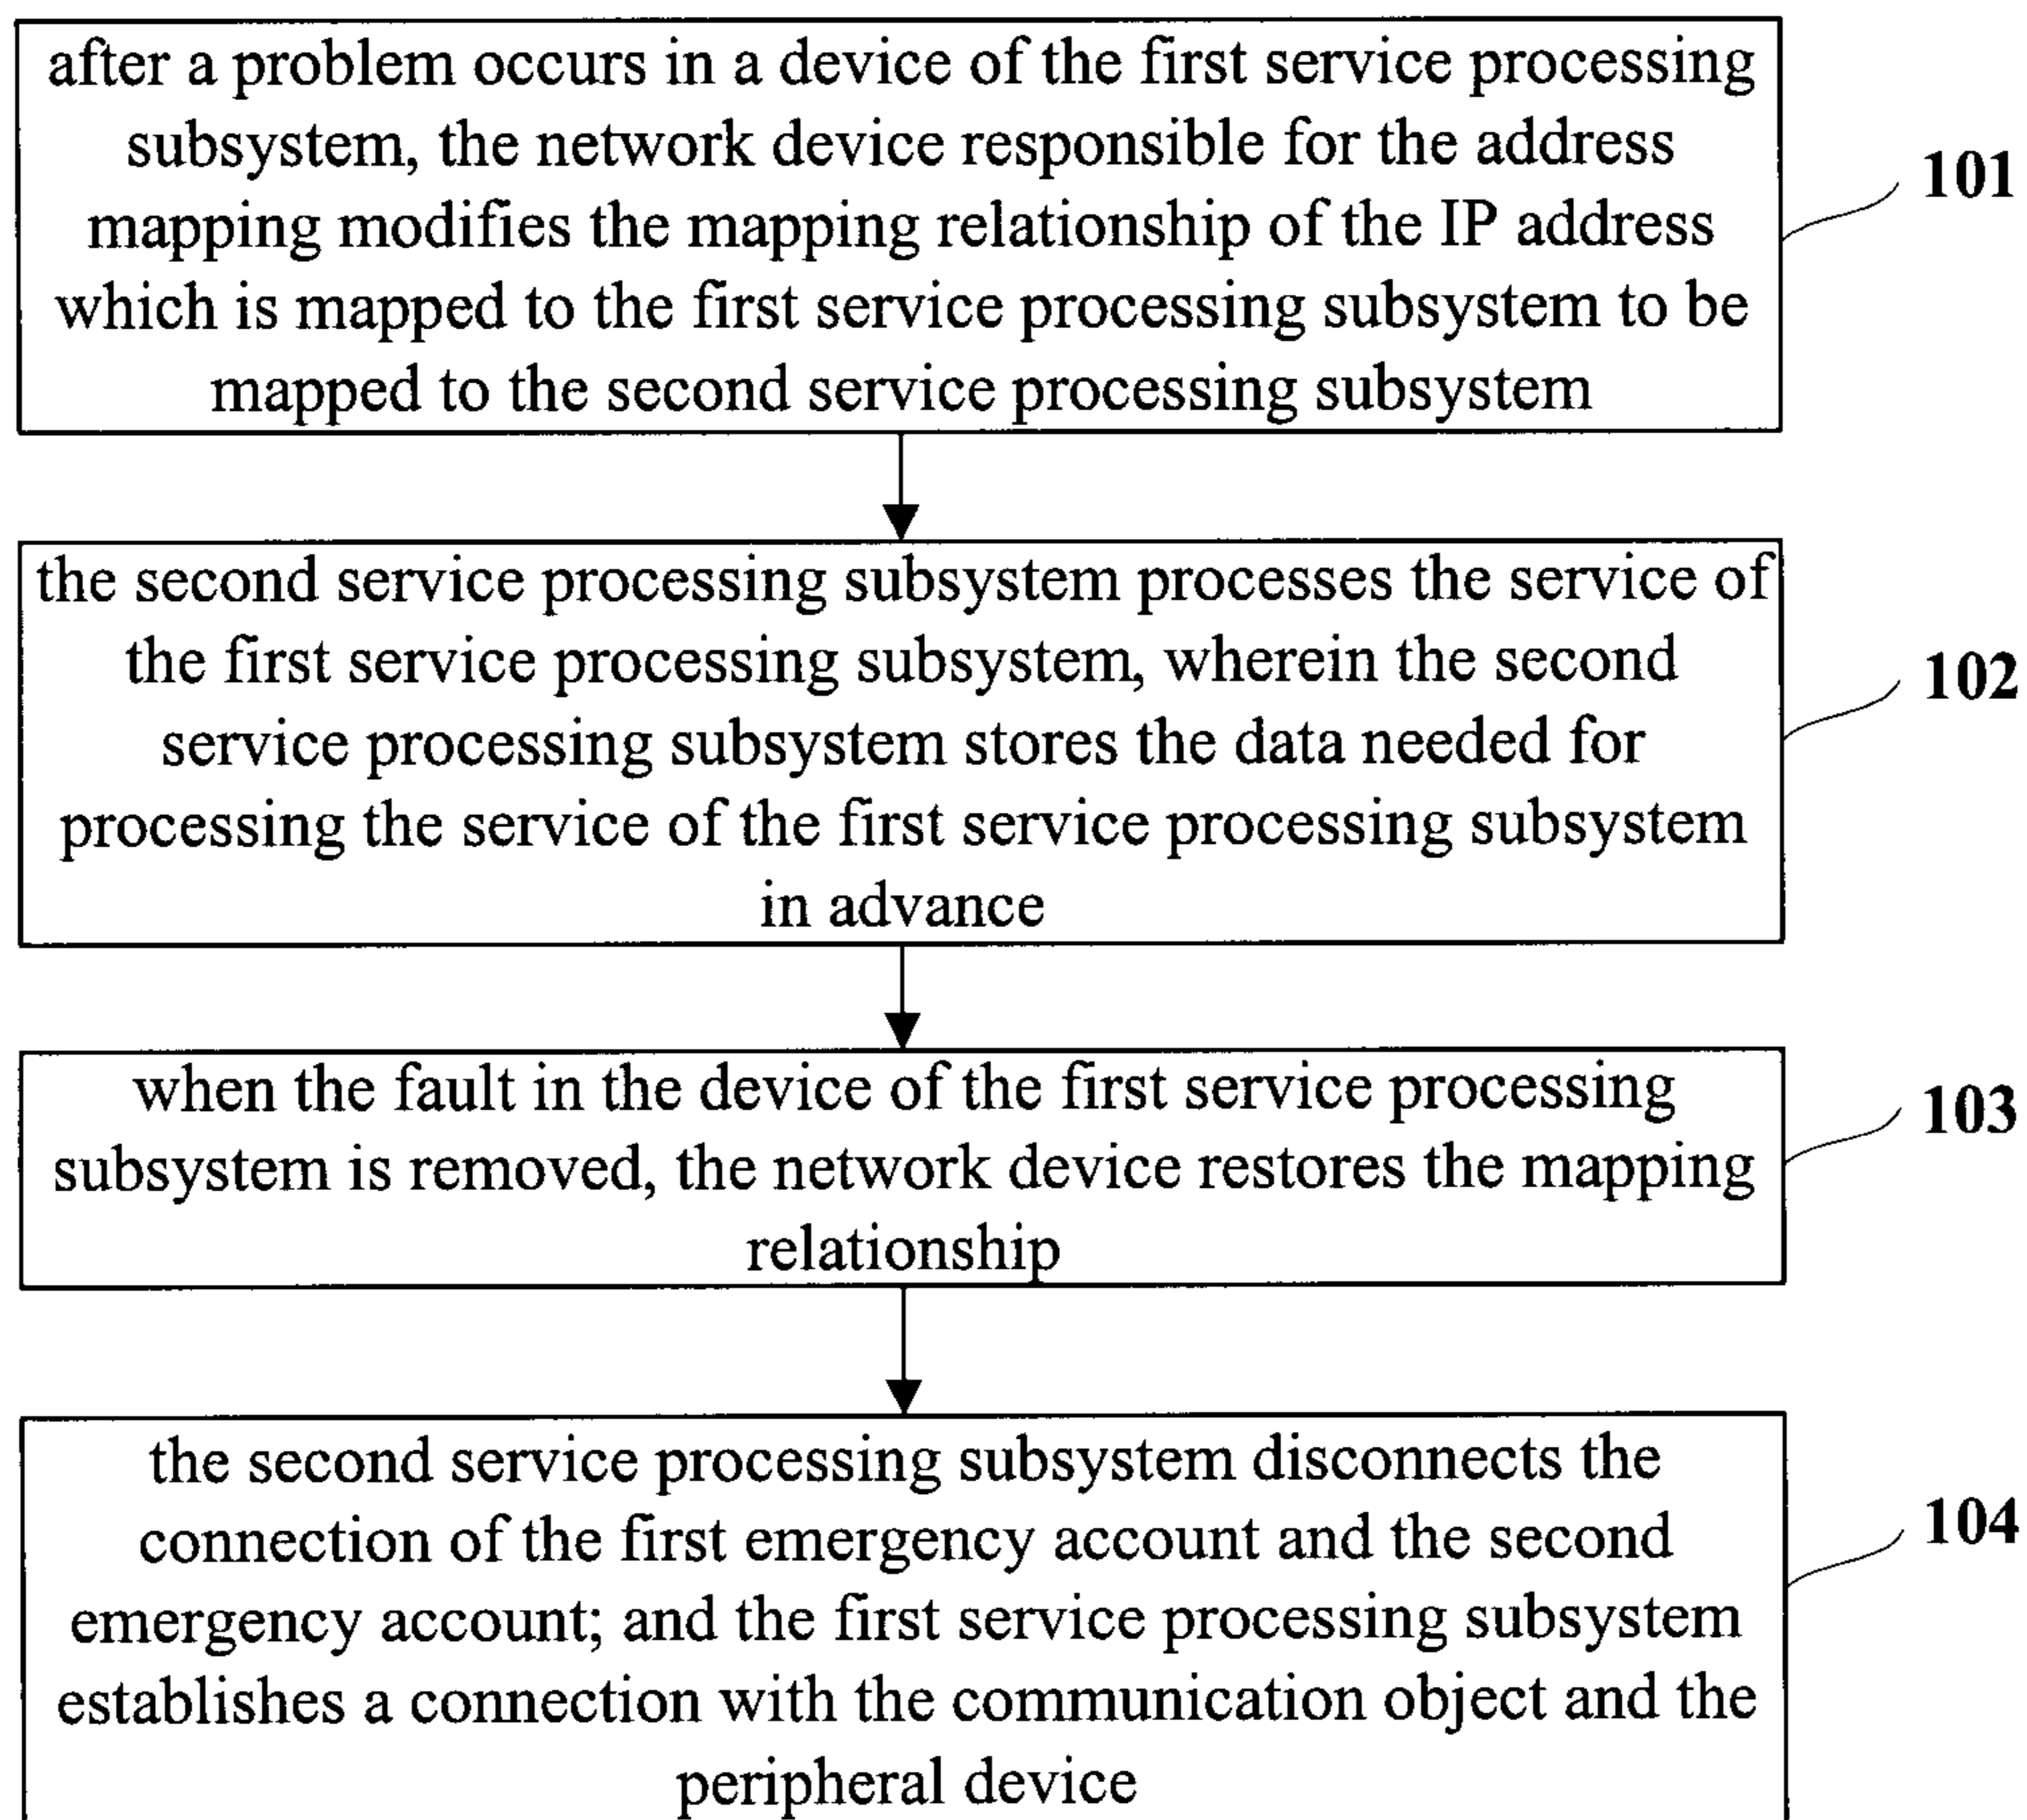 after a problem occurs in a device of the first service processing
subsystem, the network device responsible for the address
mapping modifies the mapping relationship of the IP address
which is mapped to the first service processing subsystem to be
mapped to the second service processing subsystem
101
the second service processing subsystem processes the service of
the first service processing subsystem, wherein the second
service processing subsystem stores the data needed for
processing the service of the first service processing subsystem
in advance
102
when the fault in the device of the first service processing
subsystem is removed, the network device restores the mapping
relationship
103
the second service processing subsystem disconnects the
connection of the first emergency account and the second
emergency account; and the first service processing subsystem
establishes a connection with the communication object and the
peripheral device
104